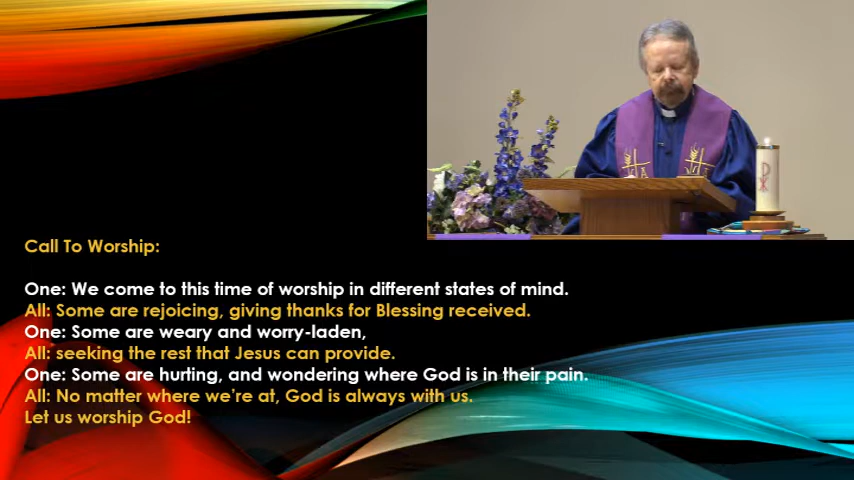 Call To Worship:
One: We come to this time of worship in different states of mind.
All: Some are rejoicing, giving thanks for Blessing received.
One: Some are weary and worry-laden,
All: seeking the rest that Jesus can provide.
One: Some are hurting, and wondering where God is in their pain.
All: No matter where we're at, God is always with us.
Let us worship God!